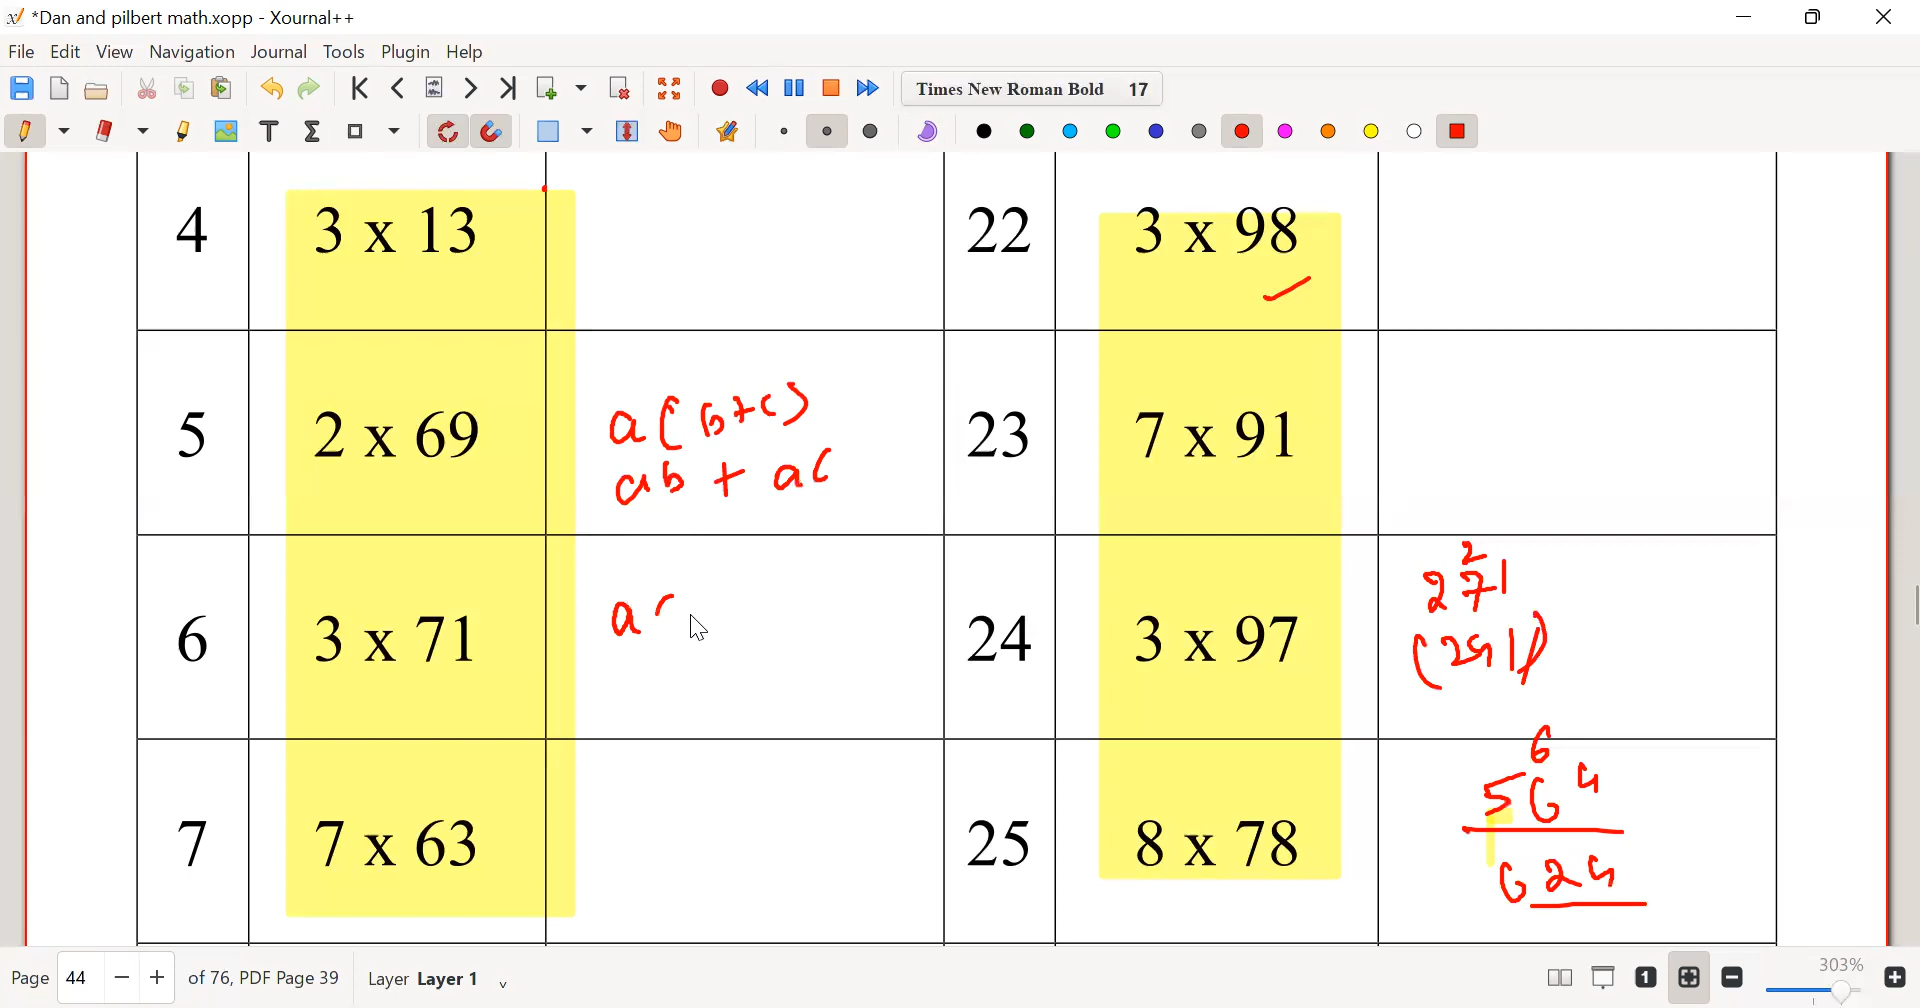 *Dan and pilbert math.xopp - Xournal++
File Edit View Navigation Journal Tools Plugin Help
Times New Roman Bold 17
4 3 x 13 22 3 x 98
5 2 x 69 a(b+c) 23 7 x 91
ab + ac
6 3 x 71 a( 24 3 x 97
2
271
(291)
7 7 x 63 25 8 x 78
6
564
624
Page 44 of 76, PDF Page 39 Layer Layer 1 303%